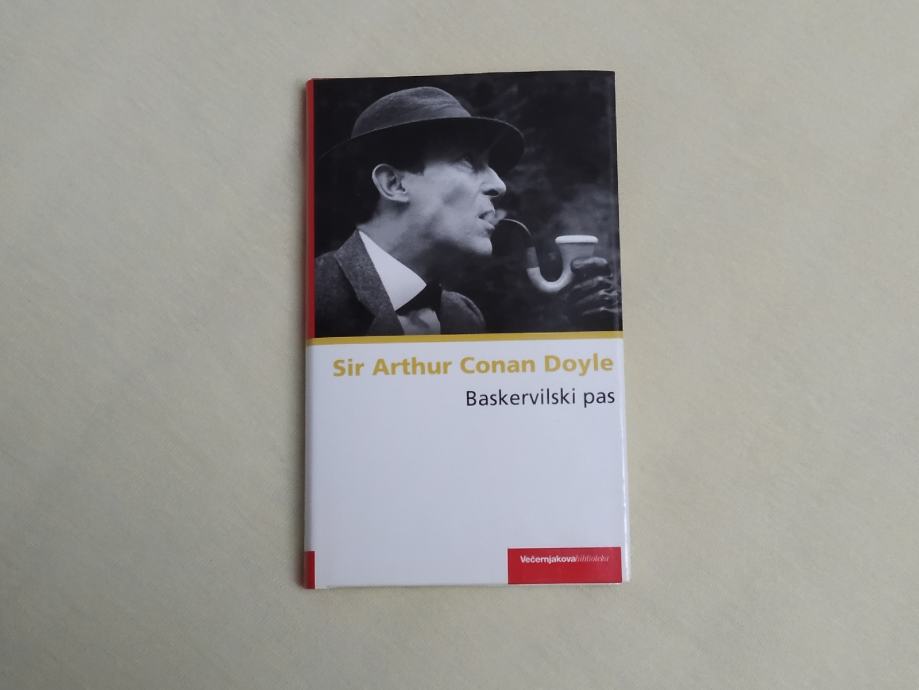 Sir Arthur Conan Doyle
Baskervilski pas
Večernjakovabiblioteka